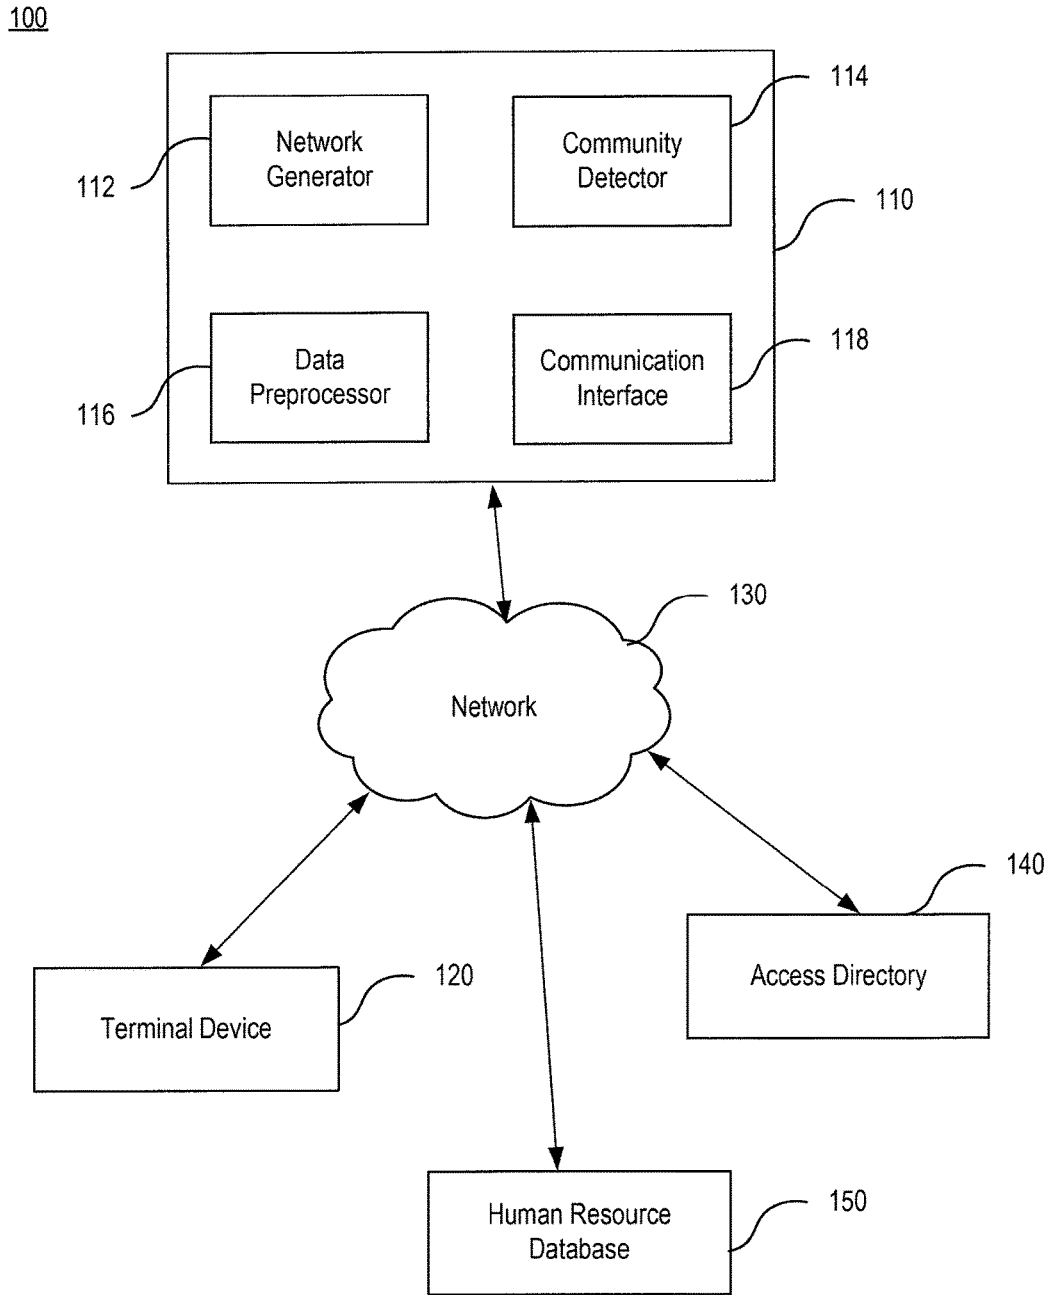 100
114
Network
Generator
Community
Detector
112
110
118
Data
Preprocessor
Communication
Interface
116
130
Network
140
120
Access Directory
Terminal Device
150
Human Resource
Database